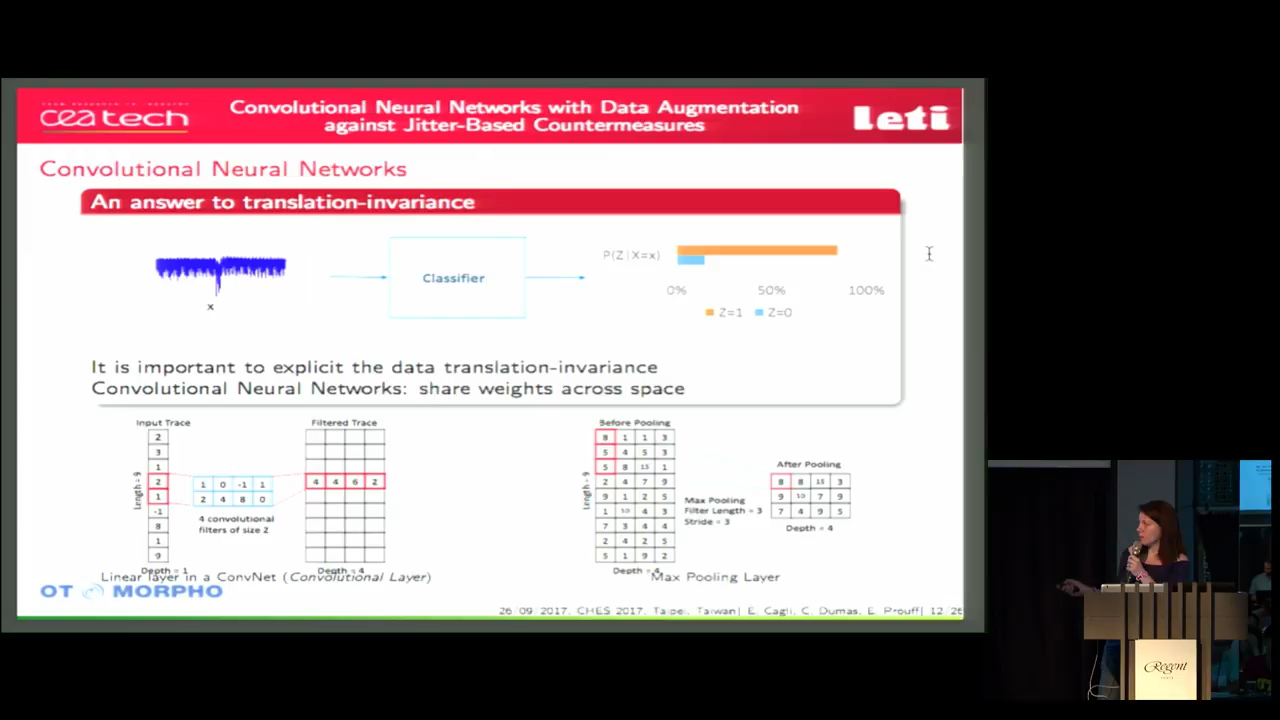 FROM RESEARCH TO INDUSTRY
cea tech
Convolutional Neural Networks with Data Augmentation
against Jitter-Based Countermeasures
leti
Convolutional Neural Networks
An answer to translation-invariance
x
Classifier
P(Z|X=x)
0% 50% 100%
Z=1 Z=0
It is important to explicit the data translation-invariance
Convolutional Neural Networks: share weights across space
Input Trace
2
3
1
2
1
-1
8
1
9
Length = 9
Depth = 1
1 0 -1 1
2 4 8 0
4 convolutional
filters of size 2
Filtered Trace
4 4 6 2
Depth = 4
Linear layer in a ConvNet (Convolutional Layer)
Before Pooling
8 1 1 3
5 4 5 3
5 8 15 1
2 4 7 9
9 1 2 5
1 10 4 3
7 3 4 4
2 4 2 5
5 1 9 2
Length = 9
Depth = 4
Max Pooling
Filter Length = 3
Stride = 3
After Pooling
8 8 15 3
9 10 7 9
7 4 9 5
Depth = 4
Max Pooling Layer
OT MORPHO
26/09/2017, CHES 2017, Taipei, Taiwan| E. Cagli, C. Dumas, E. Prouff| 12/26
Regent